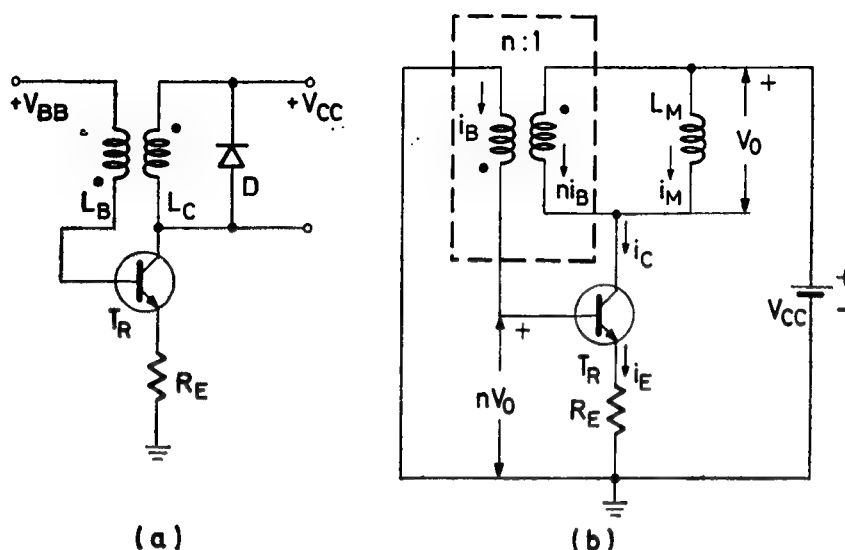 +V_BB
+V_CC
L_B
L_C
D
T_R
R_E
(a)
n:1
i_B
ni_B
L_M
i_M
V_0
+
i_C
+
nV_0
T_R
i_E
R_E
V_CC
+
-
(b)